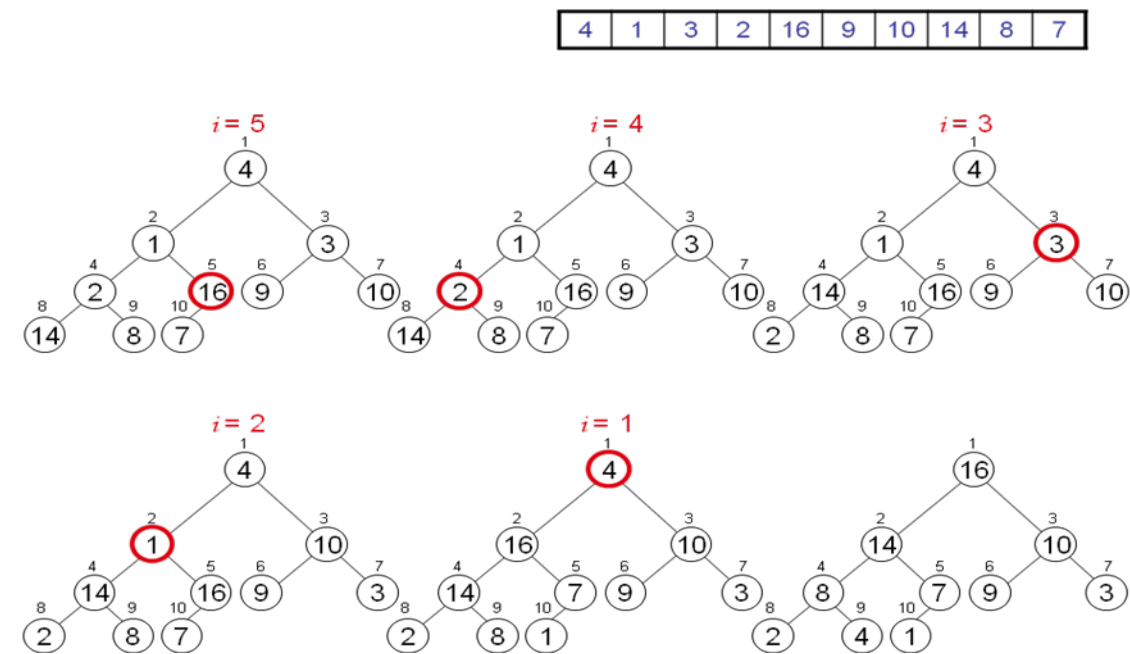 4 1 3 2 16 9 10 14 8 7
i = 5 i = 4 i = 3
1 1 1
4 4 4
2 3 2 3 2 3
1 3 1 3 1 3
4 5 6 7 4 5 6 7 4 5 6 7
2 16 9 10 2 16 9 10 14 16 9 10
8 9 10 8 9 10 8 9 10
14 8 7 14 8 7 2 8 7
i = 2 i = 1
1 1 1
4 4 16
2 3 2 3 2 3
1 10 16 10 14 10
4 5 6 7 4 5 6 7 4 5 6 7
14 16 9 3 14 7 9 3 8 7 9 3
8 9 10 8 9 10 8 9 10
2 8 7 2 8 1 2 4 1